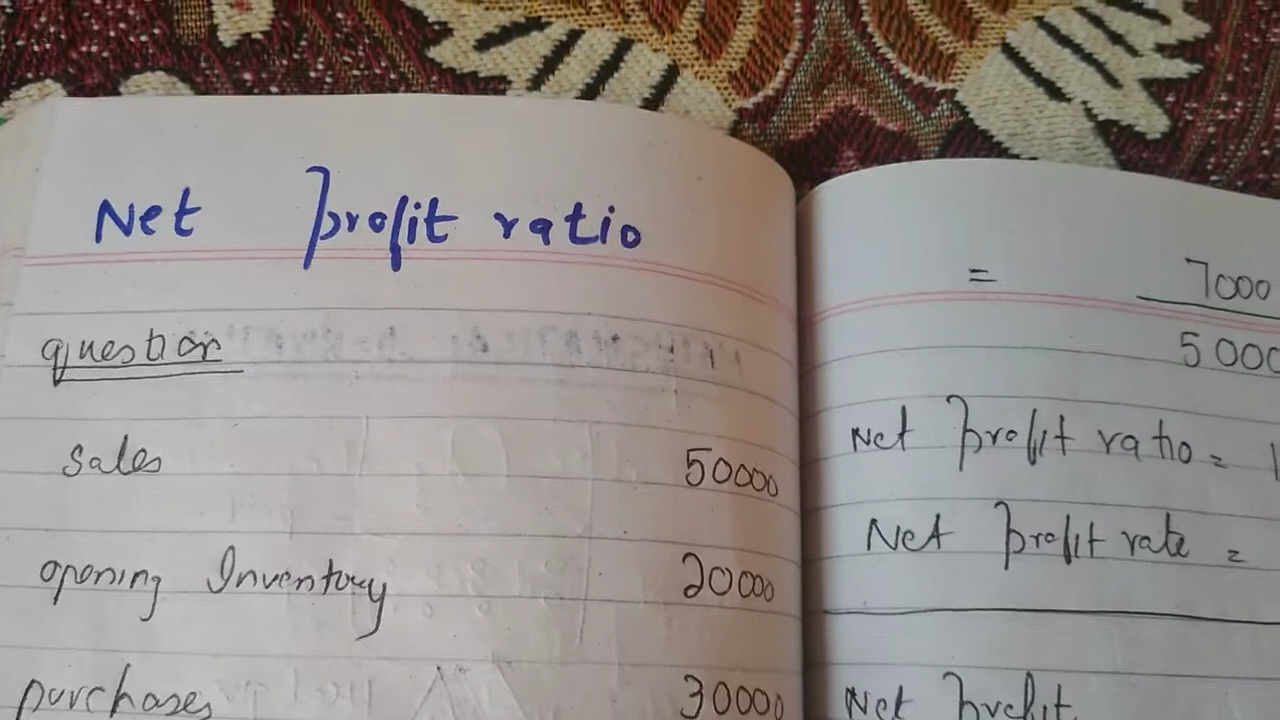 Net profit ratio
question
sales 50000
opening Inventory 20000
purchases 30000
= 7000
5000
Net profit ratio =
Net profit rate =
Net profit